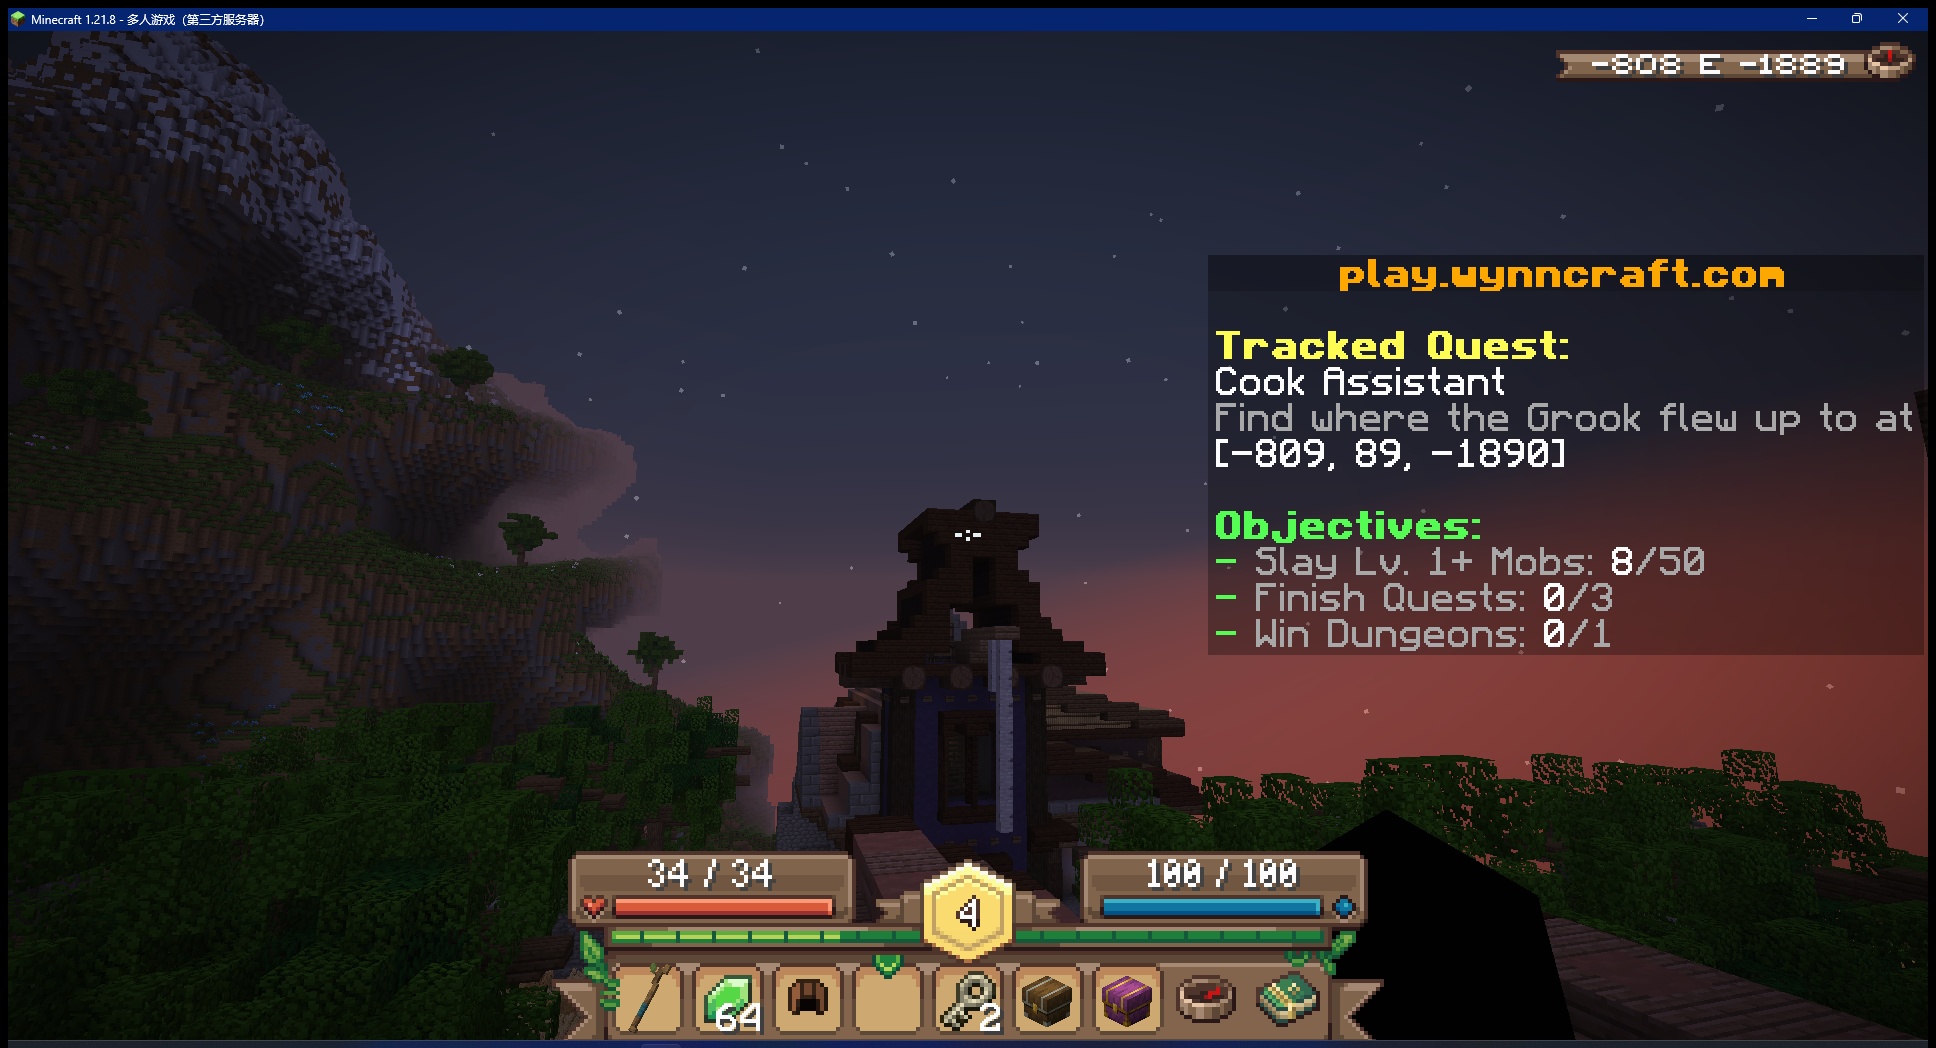 Minecraft 1.21.8 - 多人游戏（第三方服务器）
-808 E -1889
play.wynncraft.com
Tracked Quest:
Cook Assistant
Find where the Grook flew up to at
[-809, 89, -1890]
Objectives:
- Slay Lv. 1+ Mobs: 8/50
- Finish Quests: 0/3
- Win Dungeons: 0/1
34 / 34
100 / 100
4
64
2